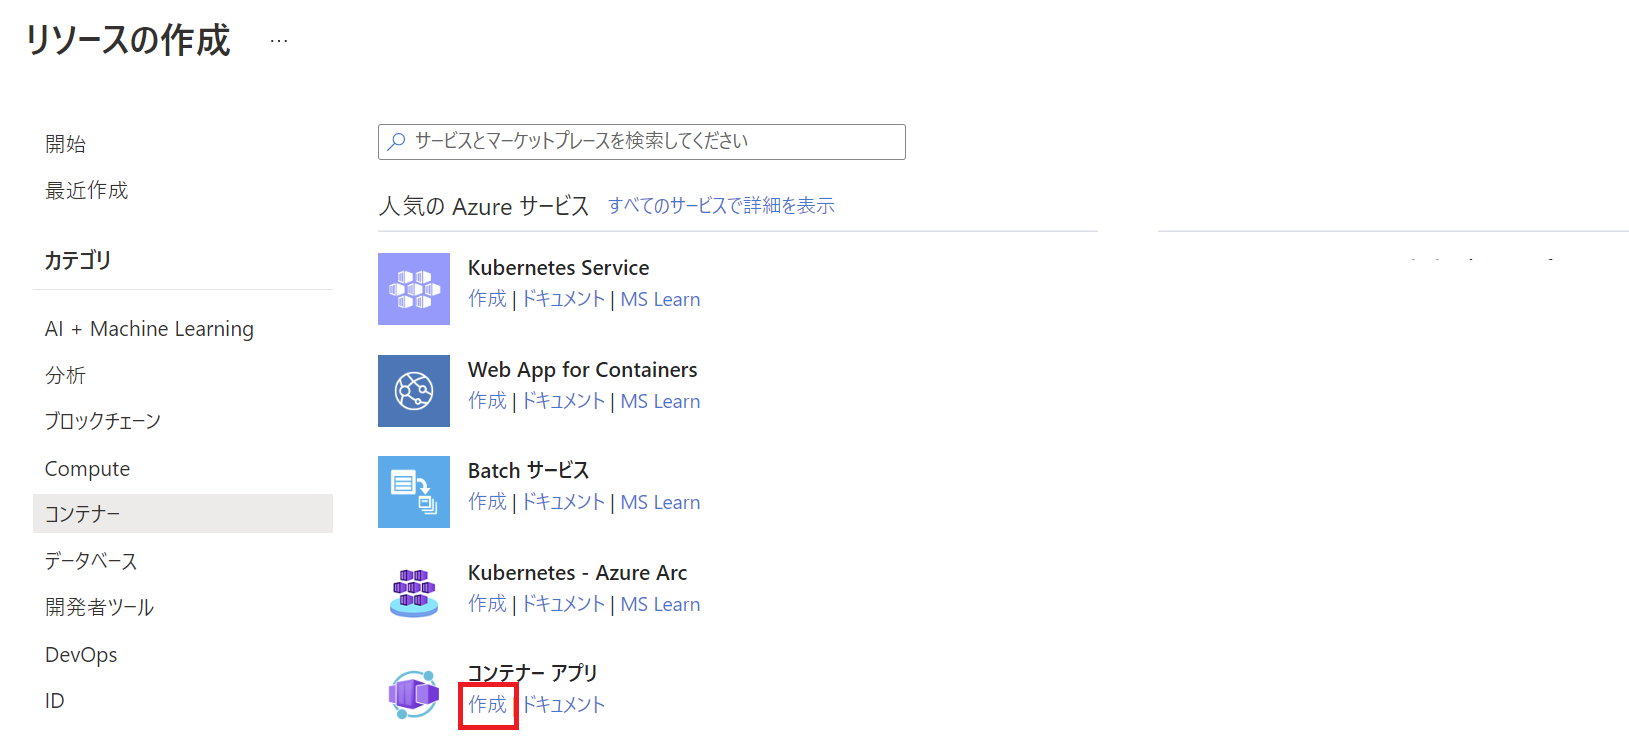 リソースの作成 …
開始
最近作成
カテゴリ
AI + Machine Learning
分析
ブロックチェーン
Compute
コンテナー
データベース
開発者ツール
DevOps
ID
サービスとマーケットプレースを検索してください
人気の Azure サービス すべてのサービスで詳細を表示
Kubernetes Service
作成 | ドキュメント | MS Learn
Web App for Containers
作成 | ドキュメント | MS Learn
Batch サービス
作成 | ドキュメント | MS Learn
Kubernetes - Azure Arc
作成 | ドキュメント | MS Learn
コンテナー アプリ
作成 | ドキュメント